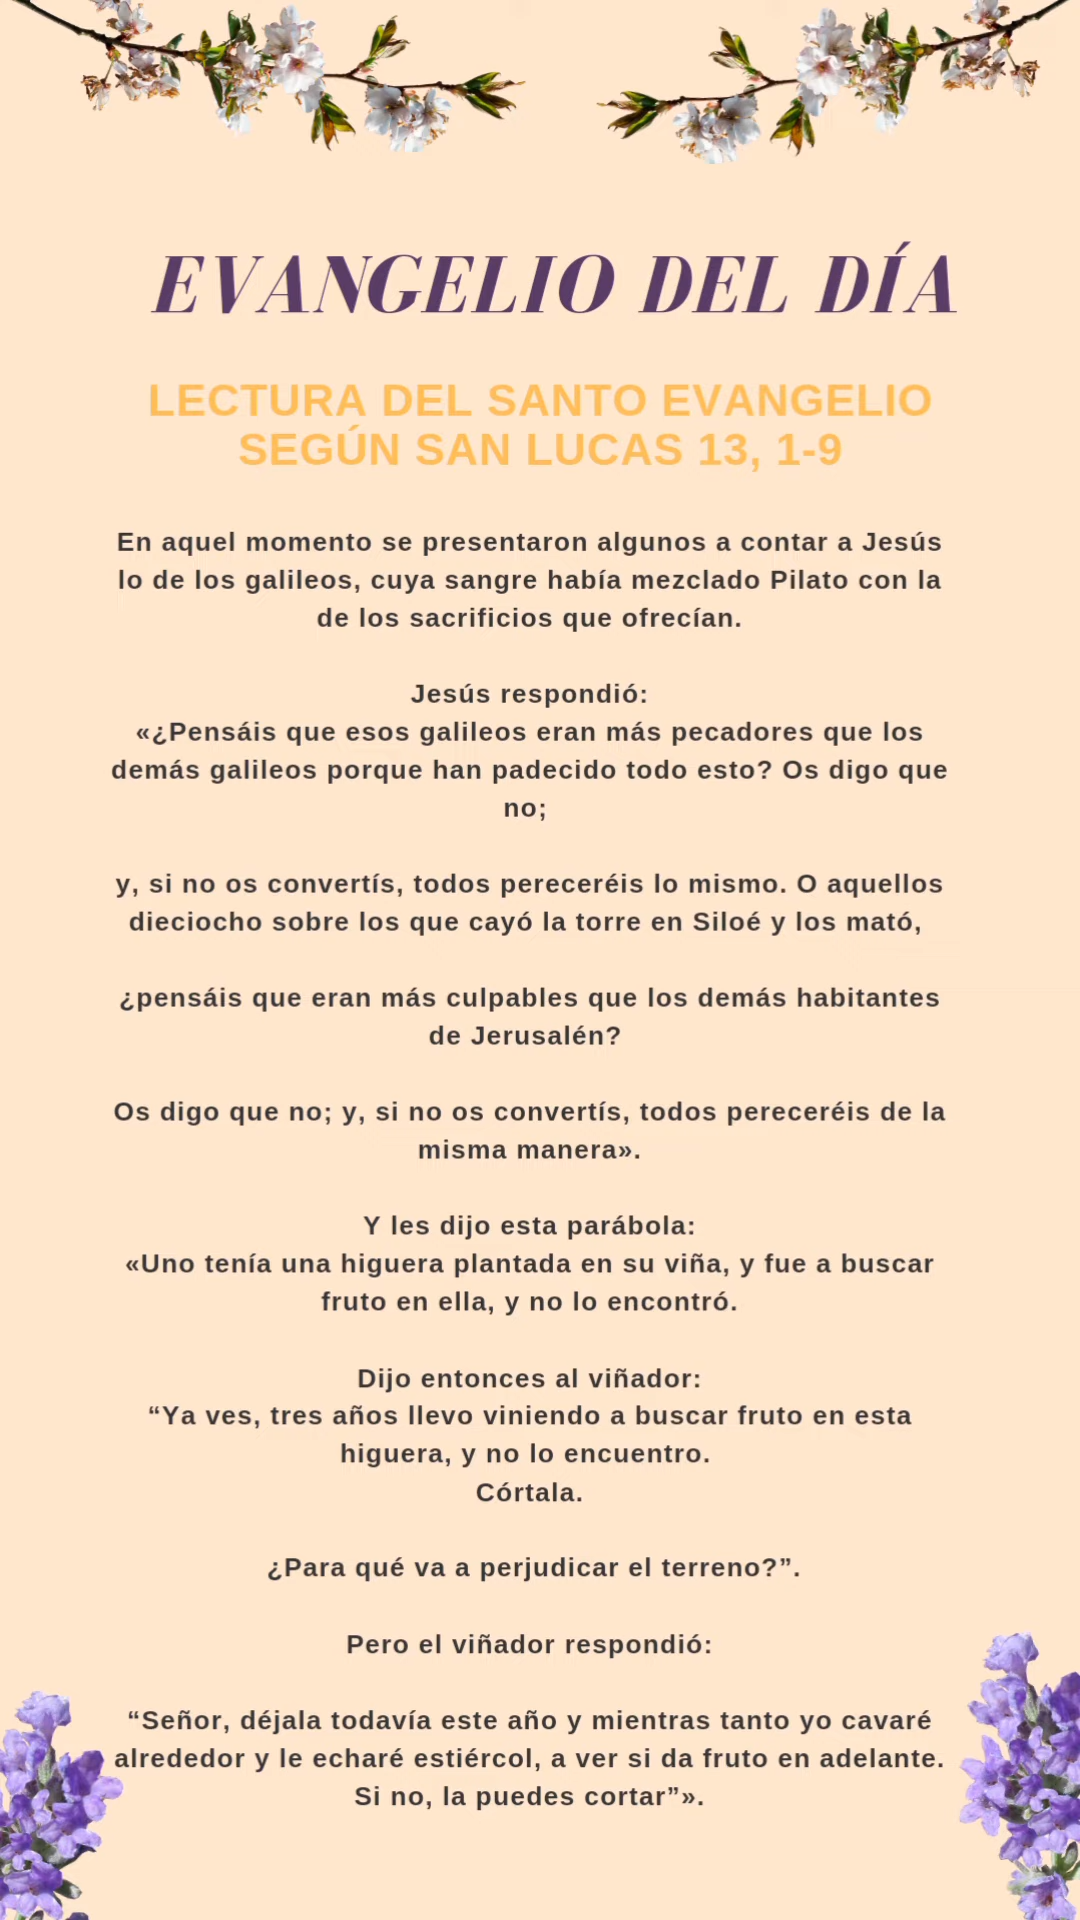 EVANGELIO DEL DÍA
LECTURA DEL SANTO EVANGELIO
SEGÚN SAN LUCAS 13, 1-9
En aquel momento se presentaron algunos a contar a Jesús
lo de los galileos, cuya sangre había mezclado Pilato con la
de los sacrificios que ofrecían.
Jesús respondió:
«¿Pensáis que esos galileos eran más pecadores que los
demás galileos porque han padecido todo esto? Os digo que
no;
y, si no os convertís, todos pereceréis lo mismo. O aquellos
dieciocho sobre los que cayó la torre en Siloé y los mató,
¿pensáis que eran más culpables que los demás habitantes
de Jerusalén?
Os digo que no; y, si no os convertís, todos pereceréis de la
misma manera».
Y les dijo esta parábola:
«Uno tenía una higuera plantada en su viña, y fue a buscar
fruto en ella, y no lo encontró.
Dijo entonces al viñador:
“Ya ves, tres años llevo viniendo a buscar fruto en esta
higuera, y no lo encuentro.
Córtala.
¿Para qué va a perjudicar el terreno?”.
Pero el viñador respondió:
“Señor, déjala todavía este año y mientras tanto yo cavaré
alrededor y le echaré estiércol, a ver si da fruto en adelante.
Si no, la puedes cortar”».